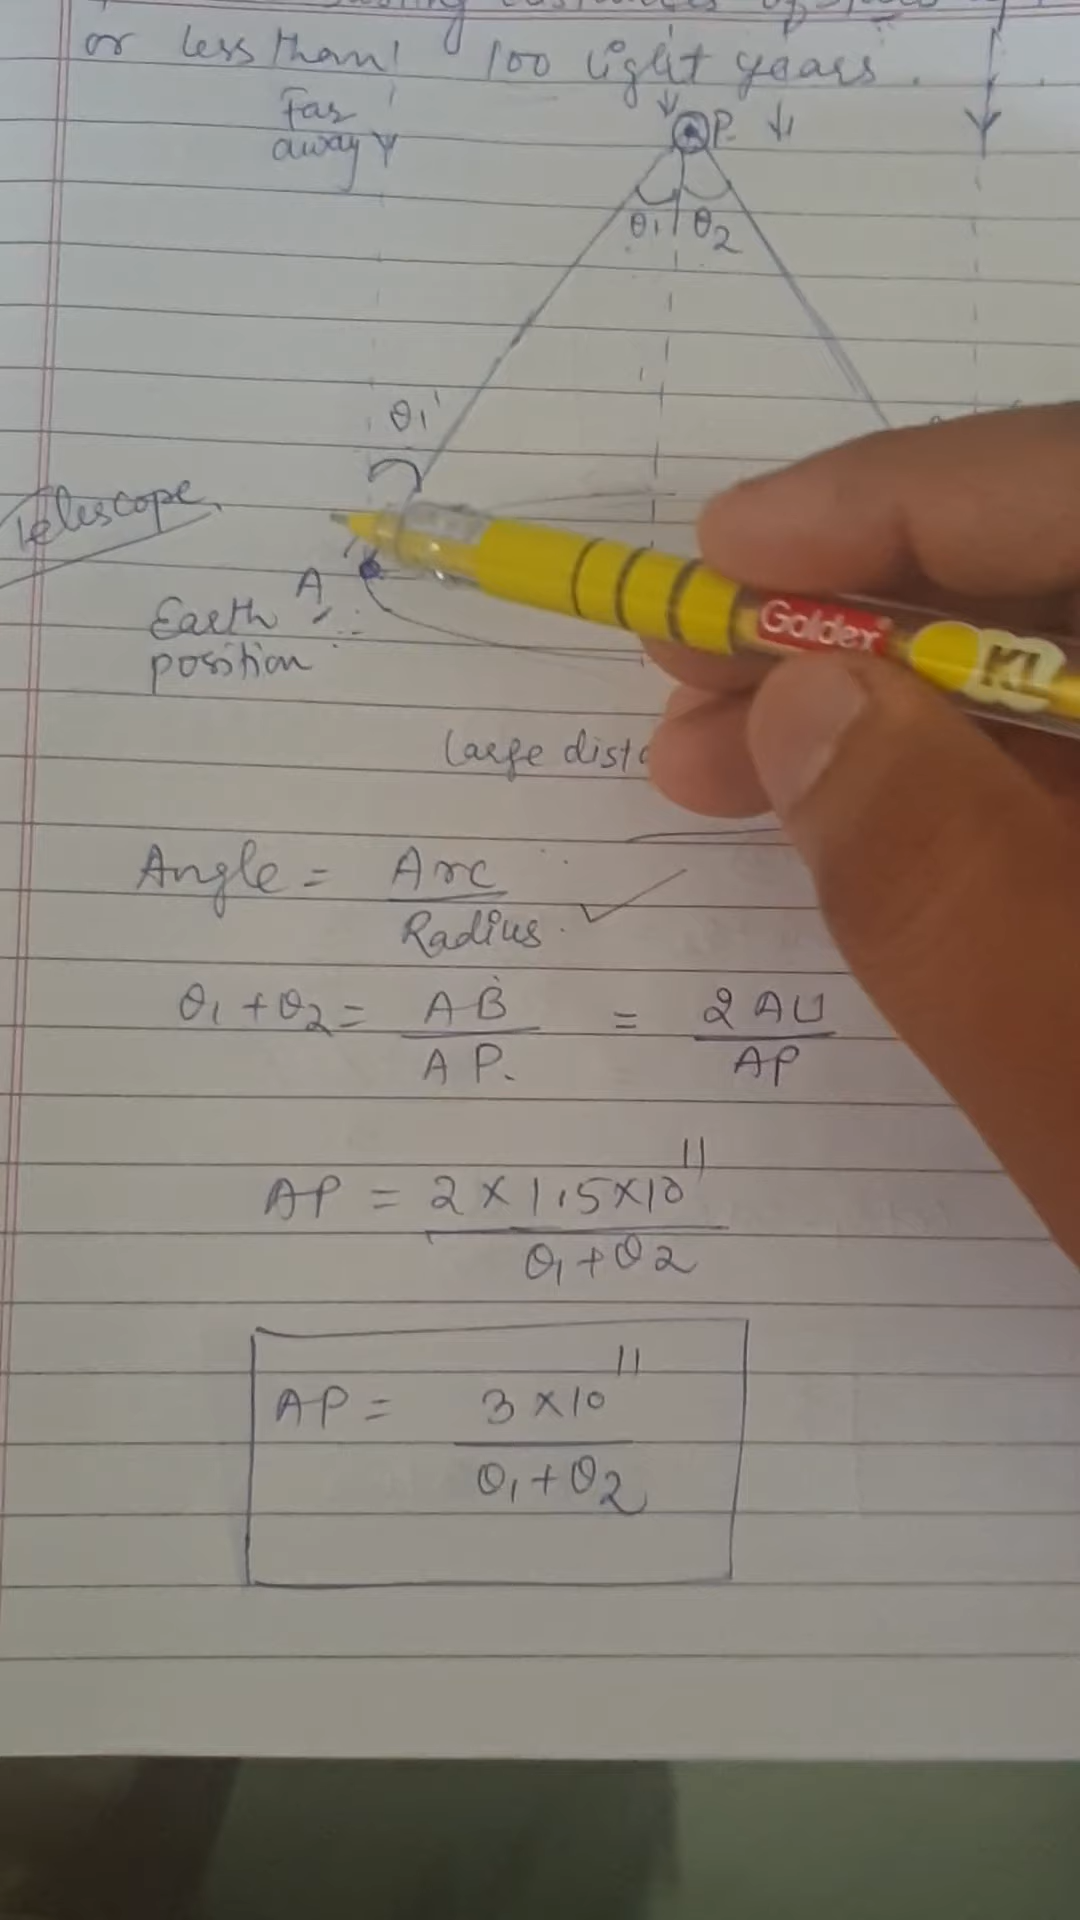 or less than 100 light years.
Far
away
P
θ1 θ2
θ1'
Telescope
A
Earth
position
Goldex
KL
large dist
Angle = Arc
Radius.
θ1 + θ2 = AB = 2 AU
AP. AP
AP = 2 × 1.5 × 10^11
θ1 + θ2
AP = 3 × 10^11
θ1 + θ2